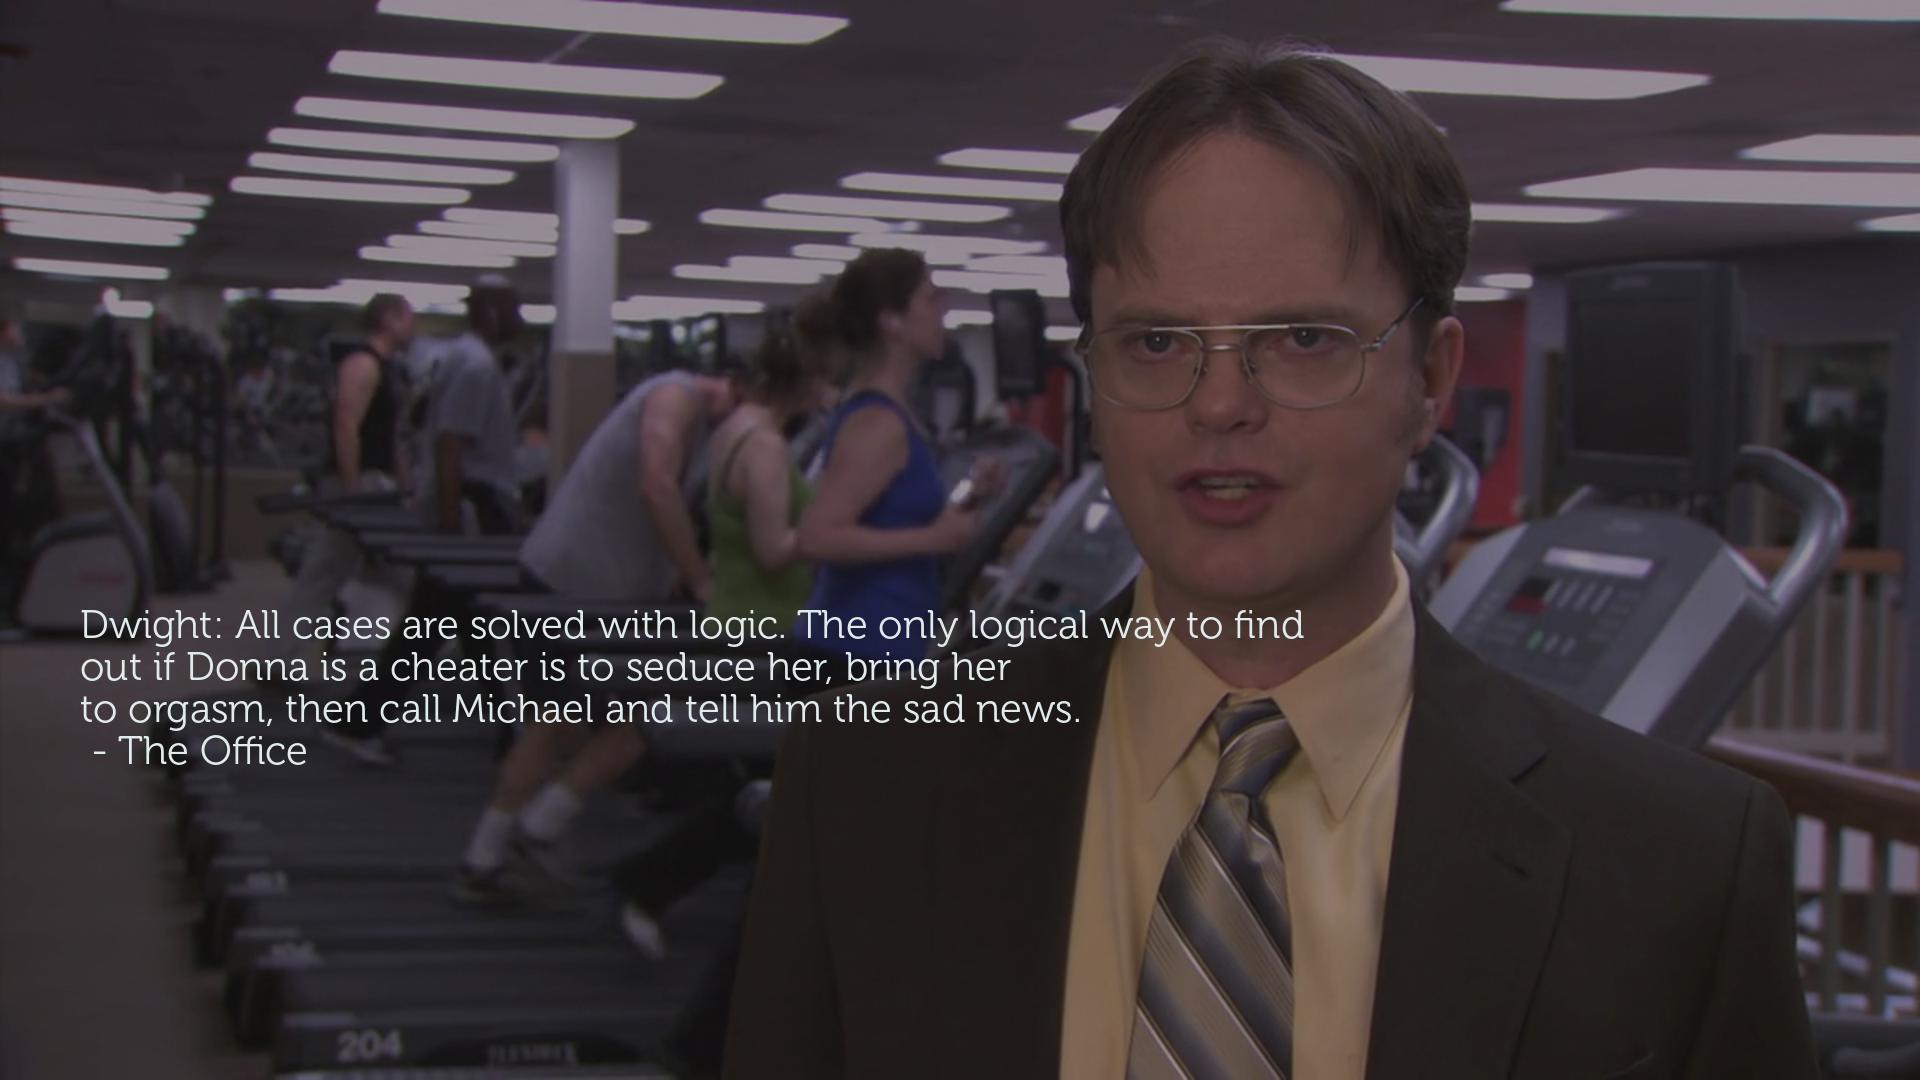 Dwight: All cases are solved with logic. The only logical way to find
out if Donna is a cheater is to seduce her, bring her
to orgasm, then call Michael and tell him the sad news.
- The Office
204